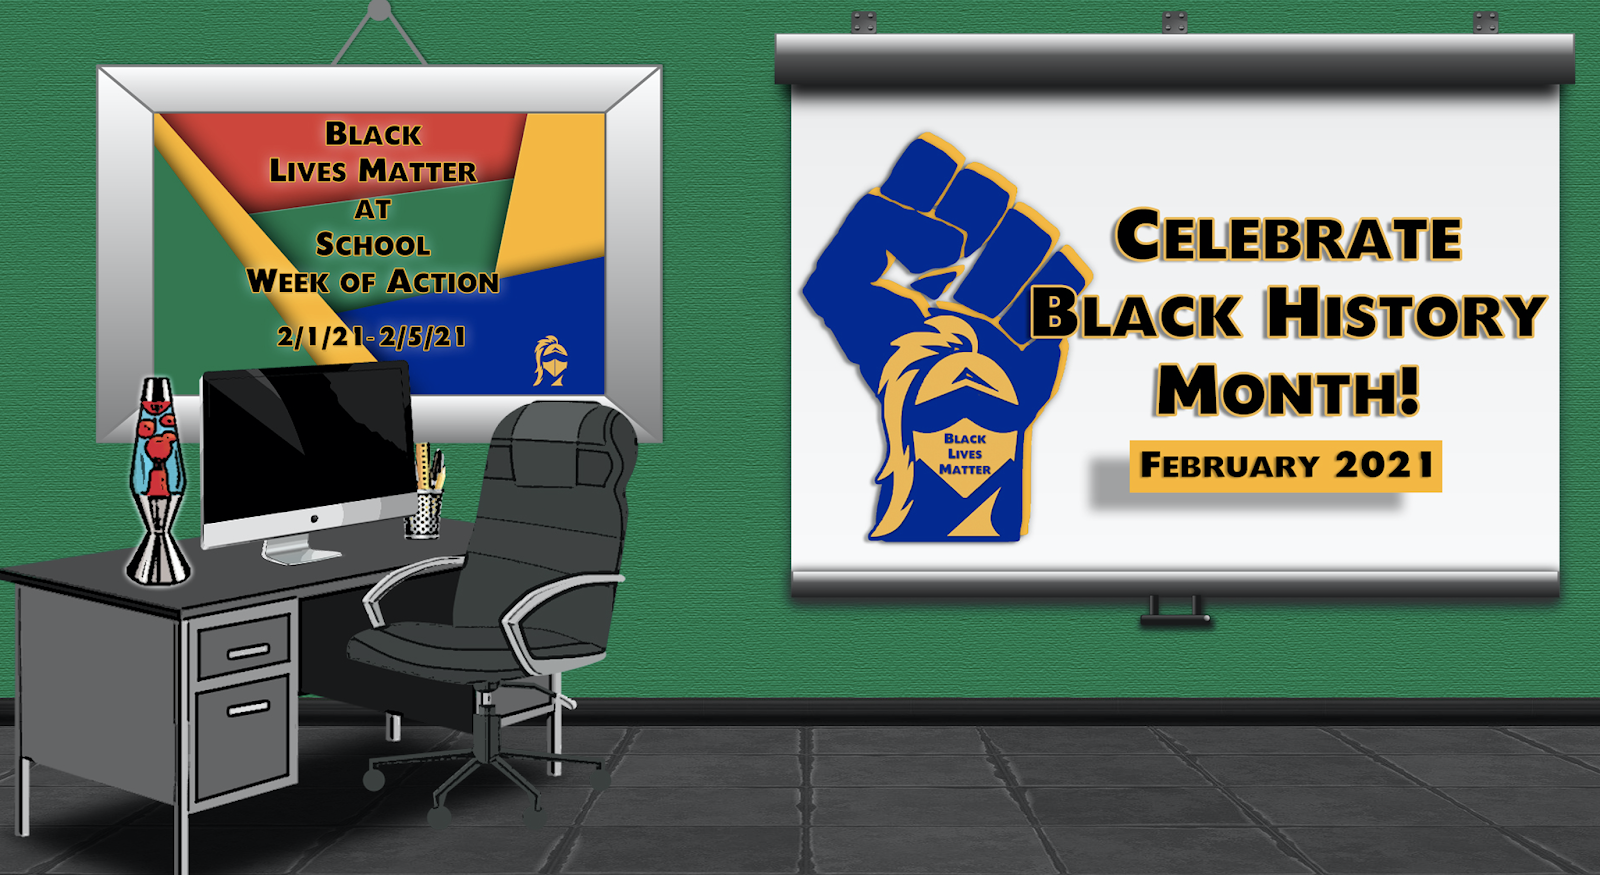 Black
Lives Matter
at
School
Week of Action
2/1/21-2/5/21
Celebrate
Black History
Month!
February 2021
Black
Lives
Matter